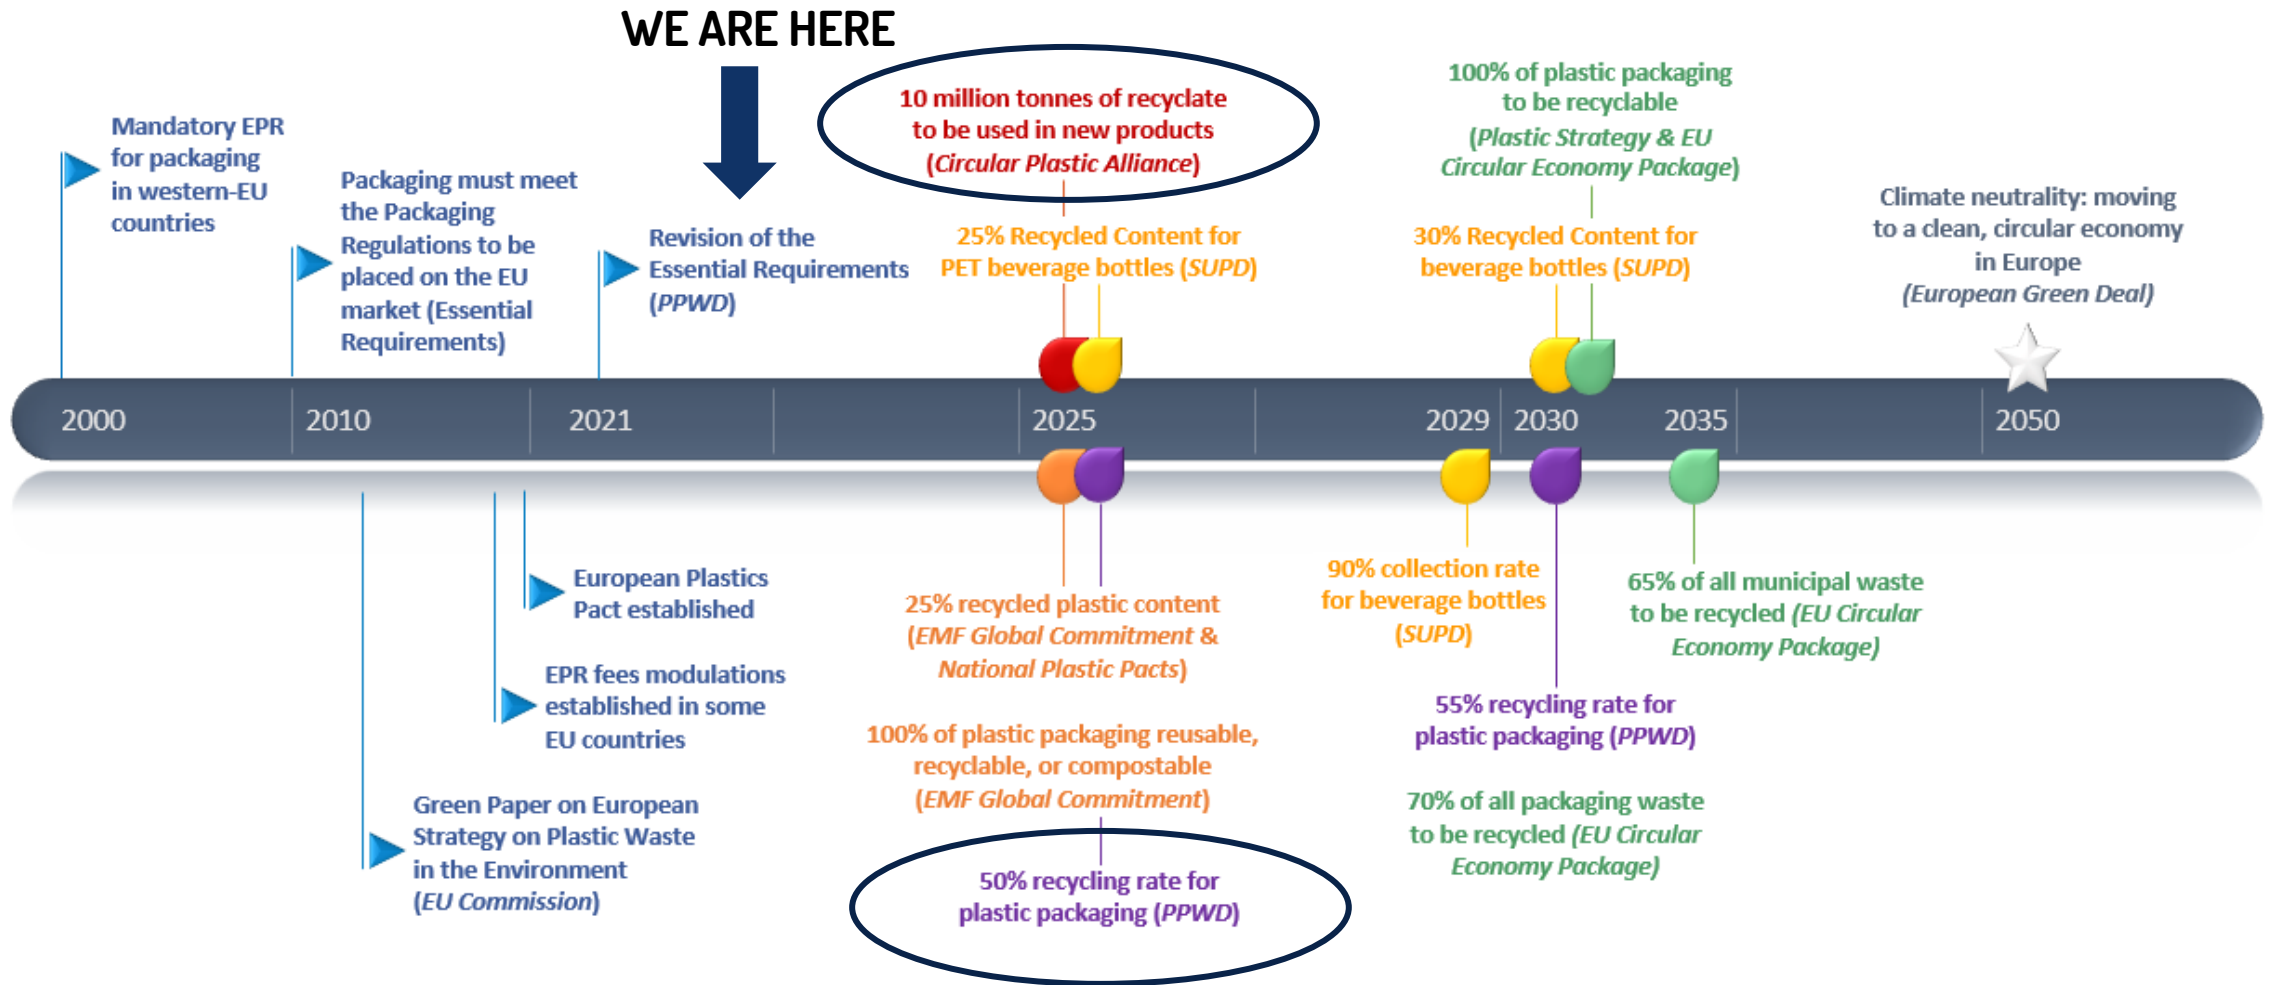 WE ARE HERE
Mandatory EPR
for packaging
in western-EU
countries
Packaging must meet
the Packaging
Regulations to be
placed on the EU
market (Essential
Requirements)
Revision of the
Essential Requirements
(PPWD)
10 million tonnes of recyclate
to be used in new products
(Circular Plastic Alliance)
25% Recycled Content for
PET beverage bottles (SUPD)
100% of plastic packaging
to be recyclable
(Plastic Strategy & EU
Circular Economy Package)
30% Recycled Content for
beverage bottles (SUPD)
Climate neutrality: moving
to a clean, circular economy
in Europe
(European Green Deal)
2000
2010
2021
2025
2029
2030
2035
2050
European Plastics
Pact established
EPR fees modulations
established in some
EU countries
Green Paper on European
Strategy on Plastic Waste
in the Environment
(EU Commission)
25% recycled plastic content
(EMF Global Commitment &
National Plastic Pacts)
100% of plastic packaging reusable,
recyclable, or compostable
(EMF Global Commitment)
50% recycling rate for
plastic packaging (PPWD)
90% collection rate
for beverage bottles
(SUPD)
55% recycling rate for
plastic packaging (PPWD)
70% of all packaging waste
to be recycled (EU Circular
Economy Package)
65% of all municipal waste
to be recycled (EU Circular
Economy Package)